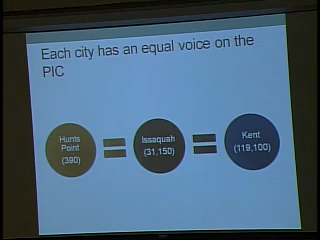 Each city has an equal voice on the
PIC
Hunts
Point
(390)
=
Issaquah
(31,150)
=
Kent
(119,100)